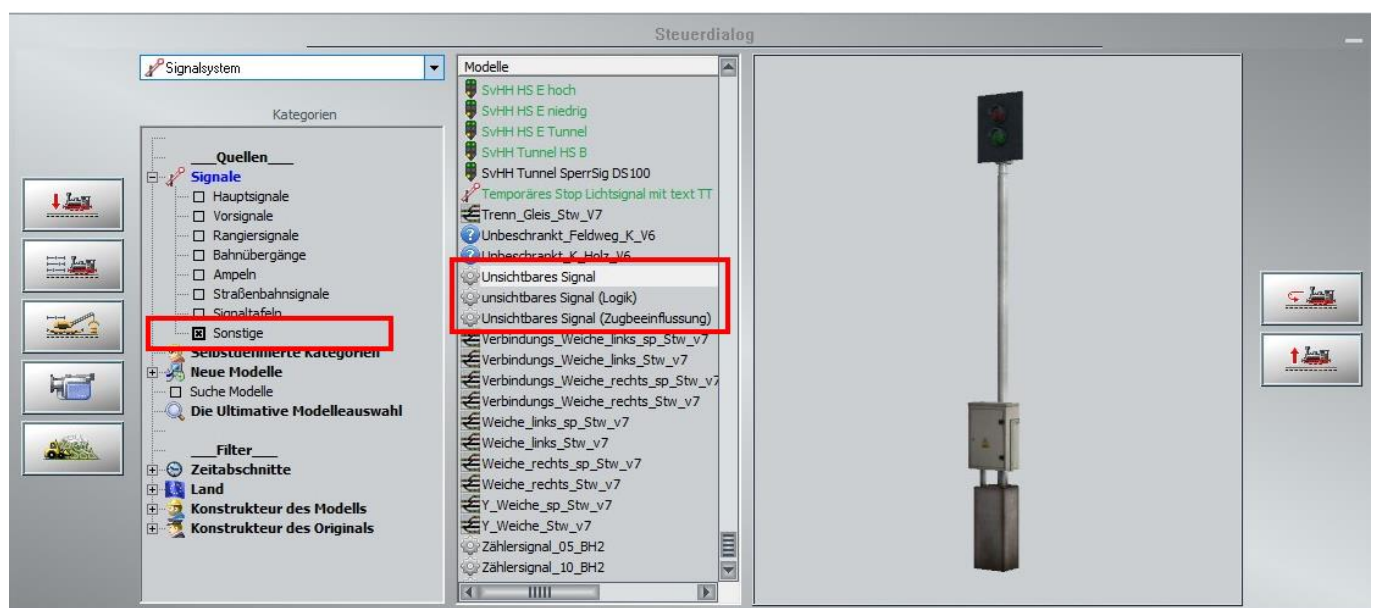 Steuerdialog
Signalsystem
Kategorien
___Quellen___
Signale
Hauptsignale
Vorsignale
Rangiersignale
Bahnübergänge
Ampeln
Straßenbahnsignale
Signaltafeln
Sonstige
Selbstdefinierte Kategorien
Neue Modelle
Suche Modelle
Die Ultimative Modelleauswahl
___Filter___
Zeitabschnitte
Land
Konstrukteur des Modells
Konstrukteur des Originals
Modelle
SvHH HS E hoch
SvHH HS E niedrig
SvHH HS E Tunnel
SvHH Tunnel HS B
SvHH Tunnel SperrSig DS100
Temporäres Stop Lichtsignal mit text TT
Trenn_Gleis_Stw_V7
Unbeschrankt_Feldweg_K_V6
Unbeschrankt_K_Holz_V6
Unsichtbares Signal
unsichtbares Signal (Logik)
Unsichtbares Signal (Zugbeeinflussung)
Verbindungs_Weiche_links_sp_Stw_v7
Verbindungs_Weiche_links_Stw_v7
Verbindungs_Weiche_rechts_sp_Stw_v7
Verbindungs_Weiche_rechts_Stw_v7
Weiche_links_sp_Stw_v7
Weiche_links_Stw_v7
Weiche_rechts_sp_Stw_v7
Weiche_rechts_Stw_v7
Y_Weiche_sp_Stw_v7
Y_Weiche_Stw_v7
Zählersignal_05_BH2
Zählersignal_10_BH2